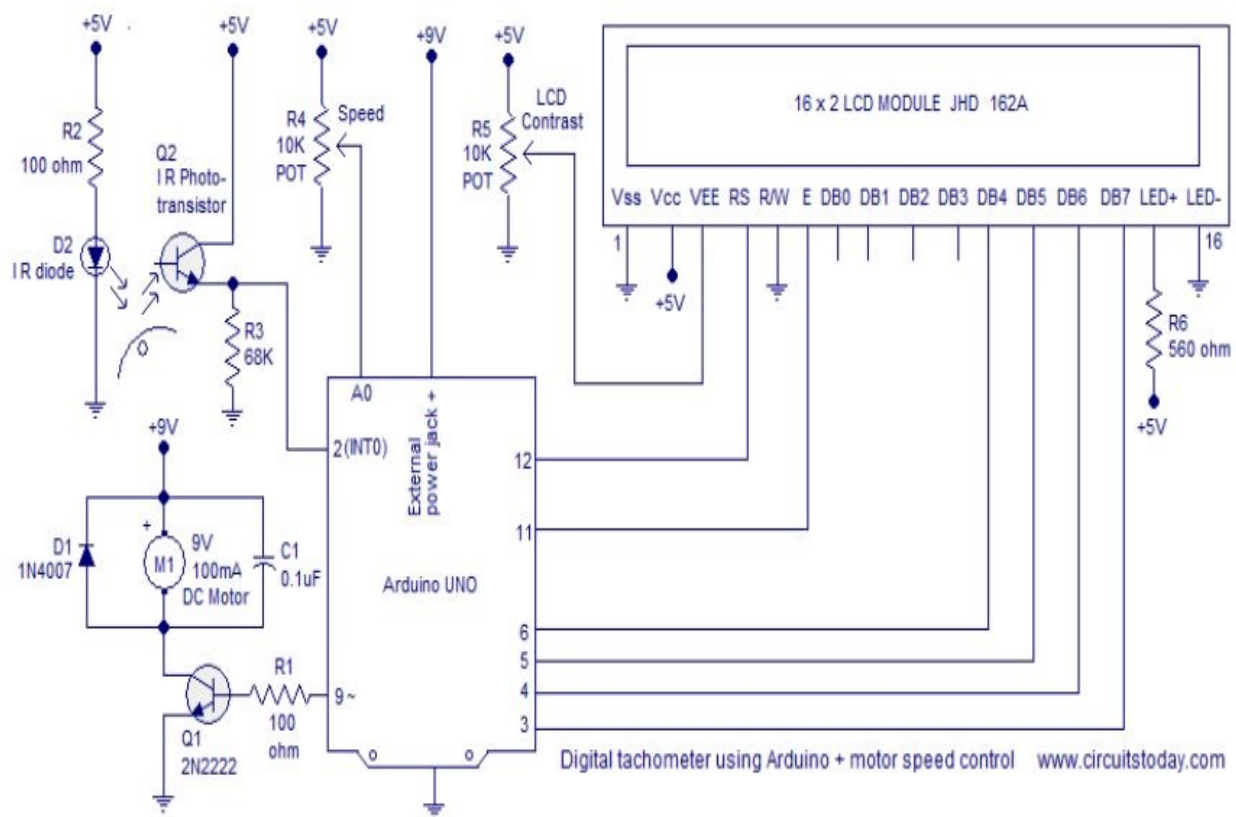 +5V
+5V
+5V
+9V
+5V
R2
100 ohm
Q2
I R Photo-
transistor
D2
I R diode
R3
68K
R4
10K
POT
Speed
R5
10K
POT
LCD
Contrast
16 x 2 LCD MODULE JHD 162A
Vss Vcc VEE RS R/W E DB0 DB1 DB2 DB3 DB4 DB5 DB6 DB7 LED+ LED-
1
16
+5V
R6
560 ohm
+5V
+9V
D1
1N4007
+
M1
9V
100mA
DC Motor
C1
0.1uF
Q1
2N2222
R1
100
ohm
A0
2(INT0)
External
power jack +
Arduino UNO
9~
12
11
6
5
4
3
Digital tachometer using Arduino + motor speed control www.circuitstoday.com